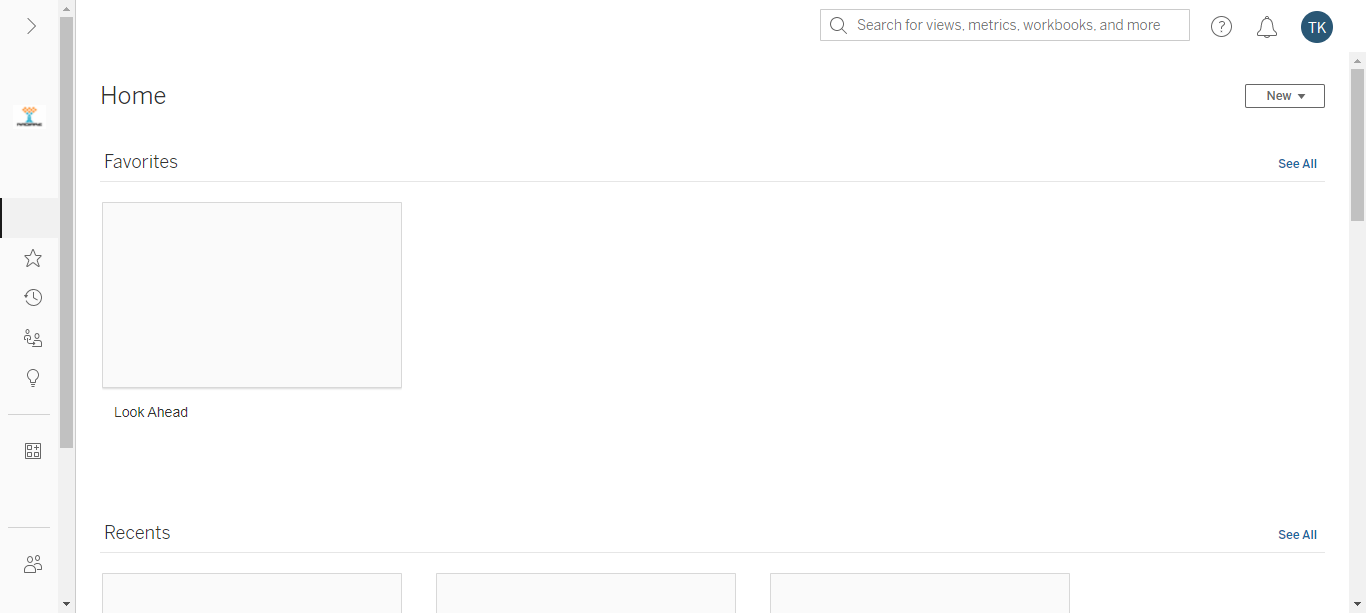 Search for views, metrics, workbooks, and more
?
TK
Home
New
Favorites
See All
Look Ahead
Recents
See All